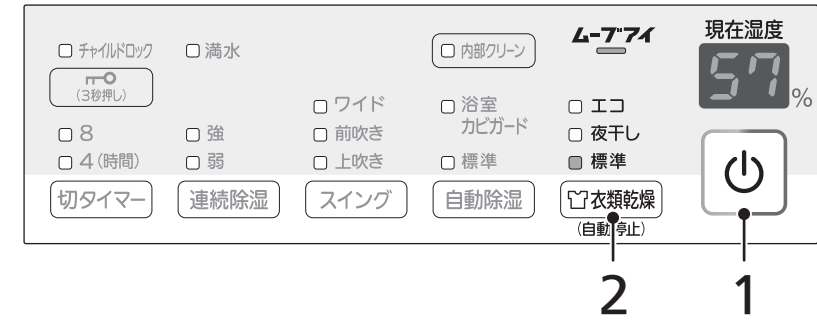 チャイルドロック
(3秒押し)
8
4(時間)
切タイマー
満水
強
弱
連続除湿
ワイド
前吹き
上吹き
スイング
内部クリーン
浴室
カビガード
標準
自動除湿
ムーブアイ
エコ
夜干し
標準
衣類乾燥
(自動停止)
現在湿度
57%
2
1